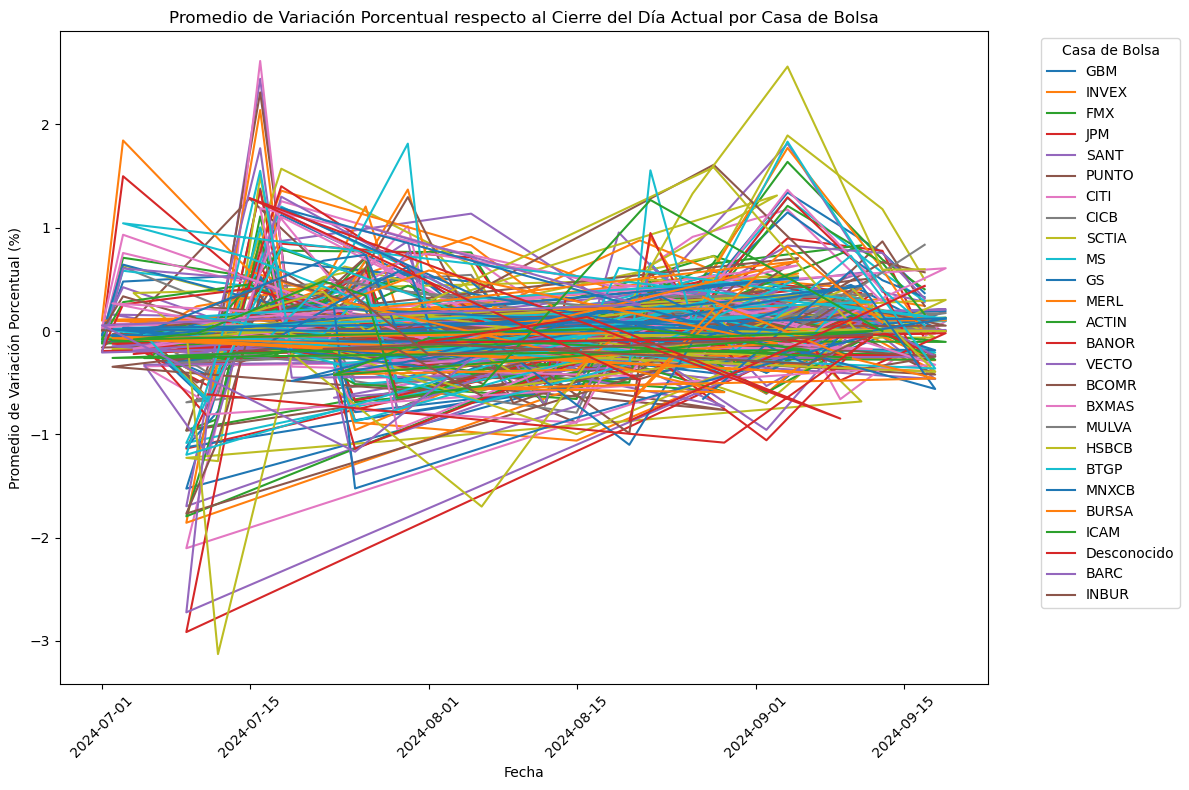 Promedio de Variación Porcentual respecto al Cierre del Día Actual por Casa de Bolsa
Promedio de Variación Porcentual (%)
2
1
0
−1
−2
−3
2024-07-01
2024-07-15
2024-08-01
2024-08-15
2024-09-01
2024-09-15
Fecha
Casa de Bolsa
GBM
INVEX
FMX
JPM
SANT
PUNTO
CITI
CICB
SCTIA
MS
GS
MERL
ACTIN
BANOR
VECTO
BCOMR
BXMAS
MULVA
HSBCB
BTGP
MNXCB
BURSA
ICAM
Desconocido
BARC
INBUR